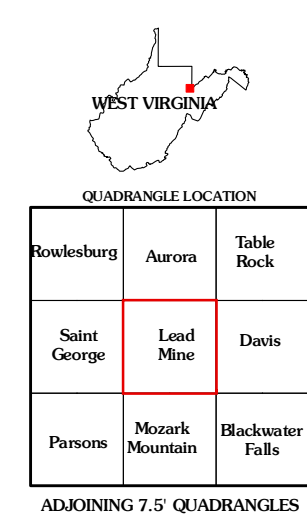 WEST VIRGINIA
QUADRANGLE LOCATION
Rowlesburg
Aurora
Table
Rock
Saint
George
Lead
Mine
Davis
Parsons
Mozark
Mountain
Blackwater
Falls
ADJOINING 7.5' QUADRANGLES